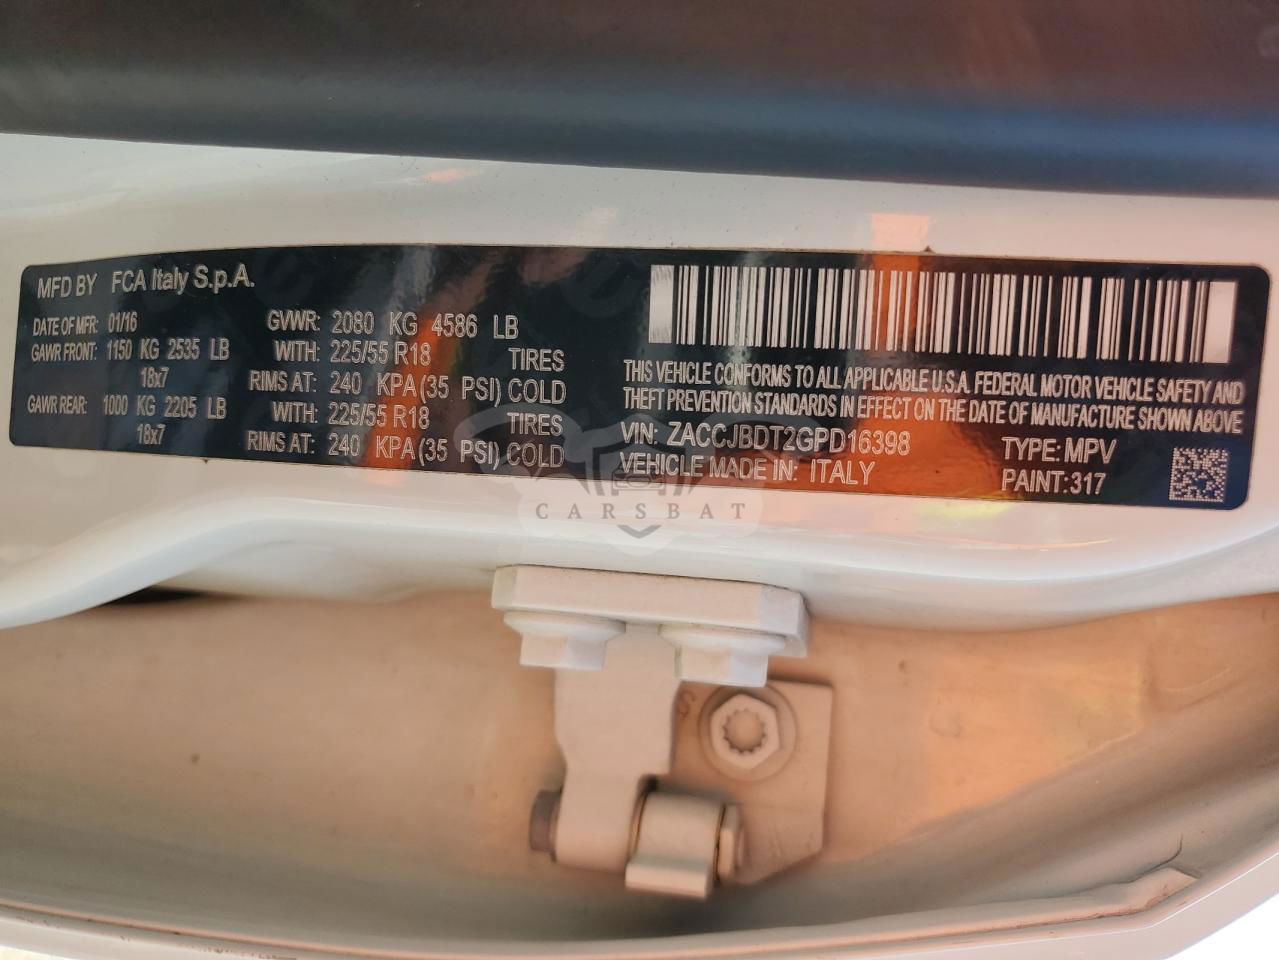 MFD BY FCA Italy S.p.A.
DATE OF MFR: 01/16 GVWR: 2080 KG 4586 LB
GAWR FRONT: 1150 KG 2535 LB WITH: 225/55 R18 TIRES
18x7 RIMS AT: 240 KPA (35 PSI) COLD
GAWR REAR: 1000 KG 2205 LB WITH: 225/55 R18 TIRES
18x7 RIMS AT: 240 KPA (35 PSI) COLD
THIS VEHICLE CONFORMS TO ALL APPLICABLE U.S.A. FEDERAL MOTOR VEHICLE SAFETY AND
THEFT PREVENTION STANDARDS IN EFFECT ON THE DATE OF MANUFACTURE SHOWN ABOVE
VIN: ZACCJBDT2GPD16398 TYPE: MPV
VEHICLE MADE IN: ITALY PAINT: 317
CARSBAT